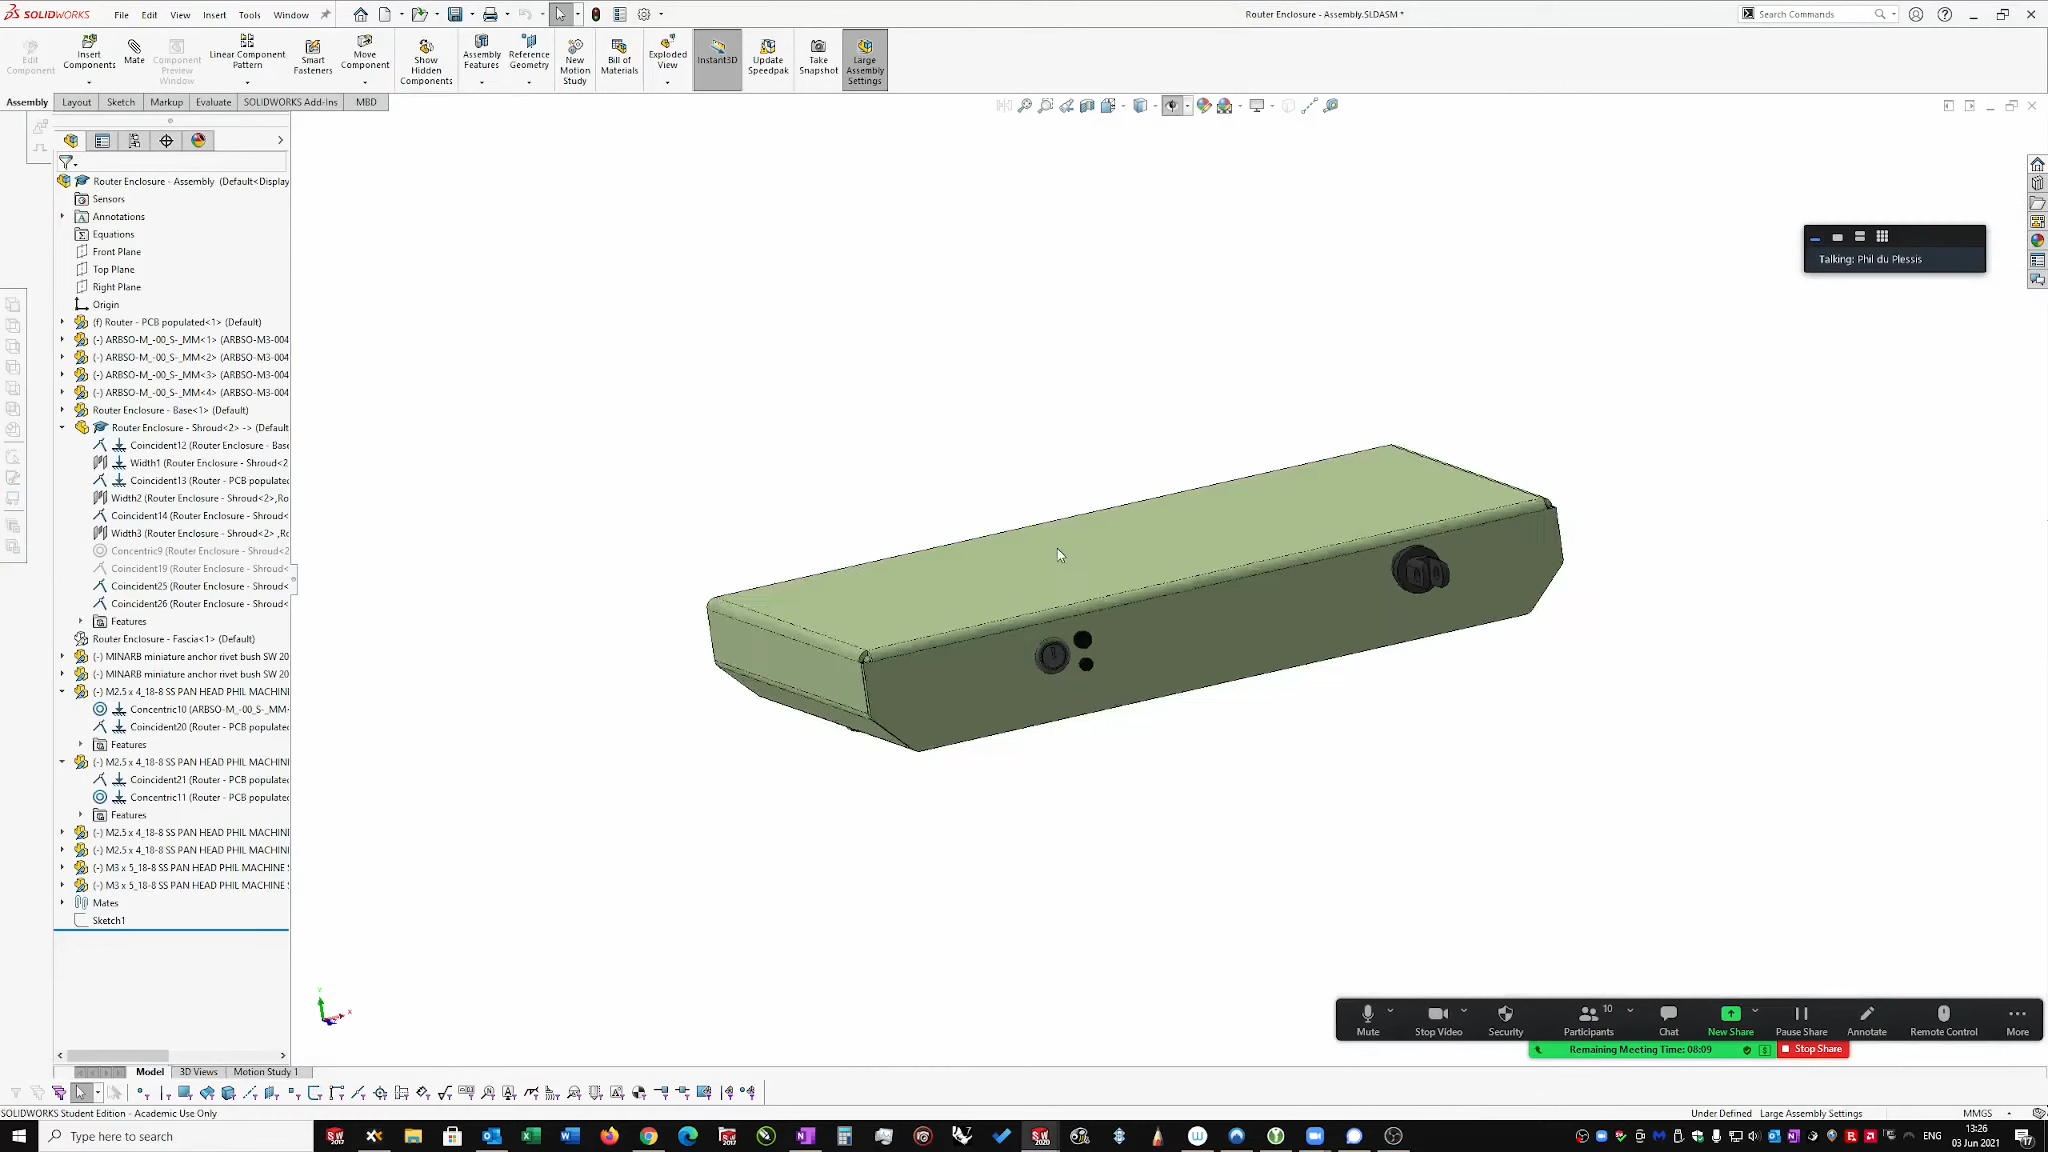 SOLIDWORKS
File
Edit
View
Insert
Tools
Window
Router Enclosure - Assembly.SLDASM *
Search Commands
Edit
Component
Insert
Components
Mate
Component
Preview
Window
Linear Component
Pattern
Smart
Fasteners
Move
Component
Show
Hidden
Components
Assembly
Features
Reference
Geometry
New
Motion
Study
Bill of
Materials
Exploded
View
Instant3D
Update
Speedpak
Take
Snapshot
Large
Assembly
Settings
Assembly
Layout
Sketch
Markup
Evaluate
SOLIDWORKS Add-Ins
MBD
Router Enclosure - Assembly (Default<Display
Sensors
Annotations
Equations
Front Plane
Top Plane
Right Plane
Origin
(f) Router - PCB populated<1> (Default)
(-) ARBSO-M_-00_S-_MM<1> (ARBSO-M3-004
(-) ARBSO-M_-00_S-_MM<2> (ARBSO-M3-004
(-) ARBSO-M_-00_S-_MM<3> (ARBSO-M3-004
(-) ARBSO-M_-00_S-_MM<4> (ARBSO-M3-004
Router Enclosure - Base<1> (Default)
Router Enclosure - Shroud<2> -> (Default
Coincident12 (Router Enclosure - Base
Width1 (Router Enclosure - Shroud<2
Coincident13 (Router - PCB populated
Width2 (Router Enclosure - Shroud<2>,Ro
Coincident14 (Router Enclosure - Shroud<
Width3 (Router Enclosure - Shroud<2> ,Ro
Concentric9 (Router Enclosure - Shroud<2
Coincident19 (Router Enclosure - Shroud<
Coincident25 (Router Enclosure - Shroud<
Coincident26 (Router Enclosure - Shroud<
Features
Router Enclosure - Fascia<1> (Default)
(-) MINARB miniature anchor rivet bush SW 20
(-) MINARB miniature anchor rivet bush SW 20
(-) M2.5 x 4_18-8 SS PAN HEAD PHIL MACHINE
Concentric10 (ARBSO-M_-00_S-_MM-
Coincident20 (Router - PCB populated
Features
(-) M2.5 x 4_18-8 SS PAN HEAD PHIL MACHINE
Coincident21 (Router - PCB populated
Concentric11 (Router - PCB populated
Features
(-) M2.5 x 4_18-8 SS PAN HEAD PHIL MACHINE
(-) M2.5 x 4_18-8 SS PAN HEAD PHIL MACHINE
(-) M3 x 5_18-8 SS PAN HEAD PHIL MACHINE
(-) M3 x 5_18-8 SS PAN HEAD PHIL MACHINE
Mates
Sketch1
Talking: Phil du Plessis
Mute
Stop Video
Security
Participants
10
Chat
New Share
Pause Share
Annotate
Remote Control
More
Remaining Meeting Time: 08:09
Stop Share
Model
3D Views
Motion Study 1
SOLIDWORKS Student Edition - Academic Use Only
Under Defined
Large Assembly Settings
MMGS
Type here to search
ENG
13:26
03 Jun 2021